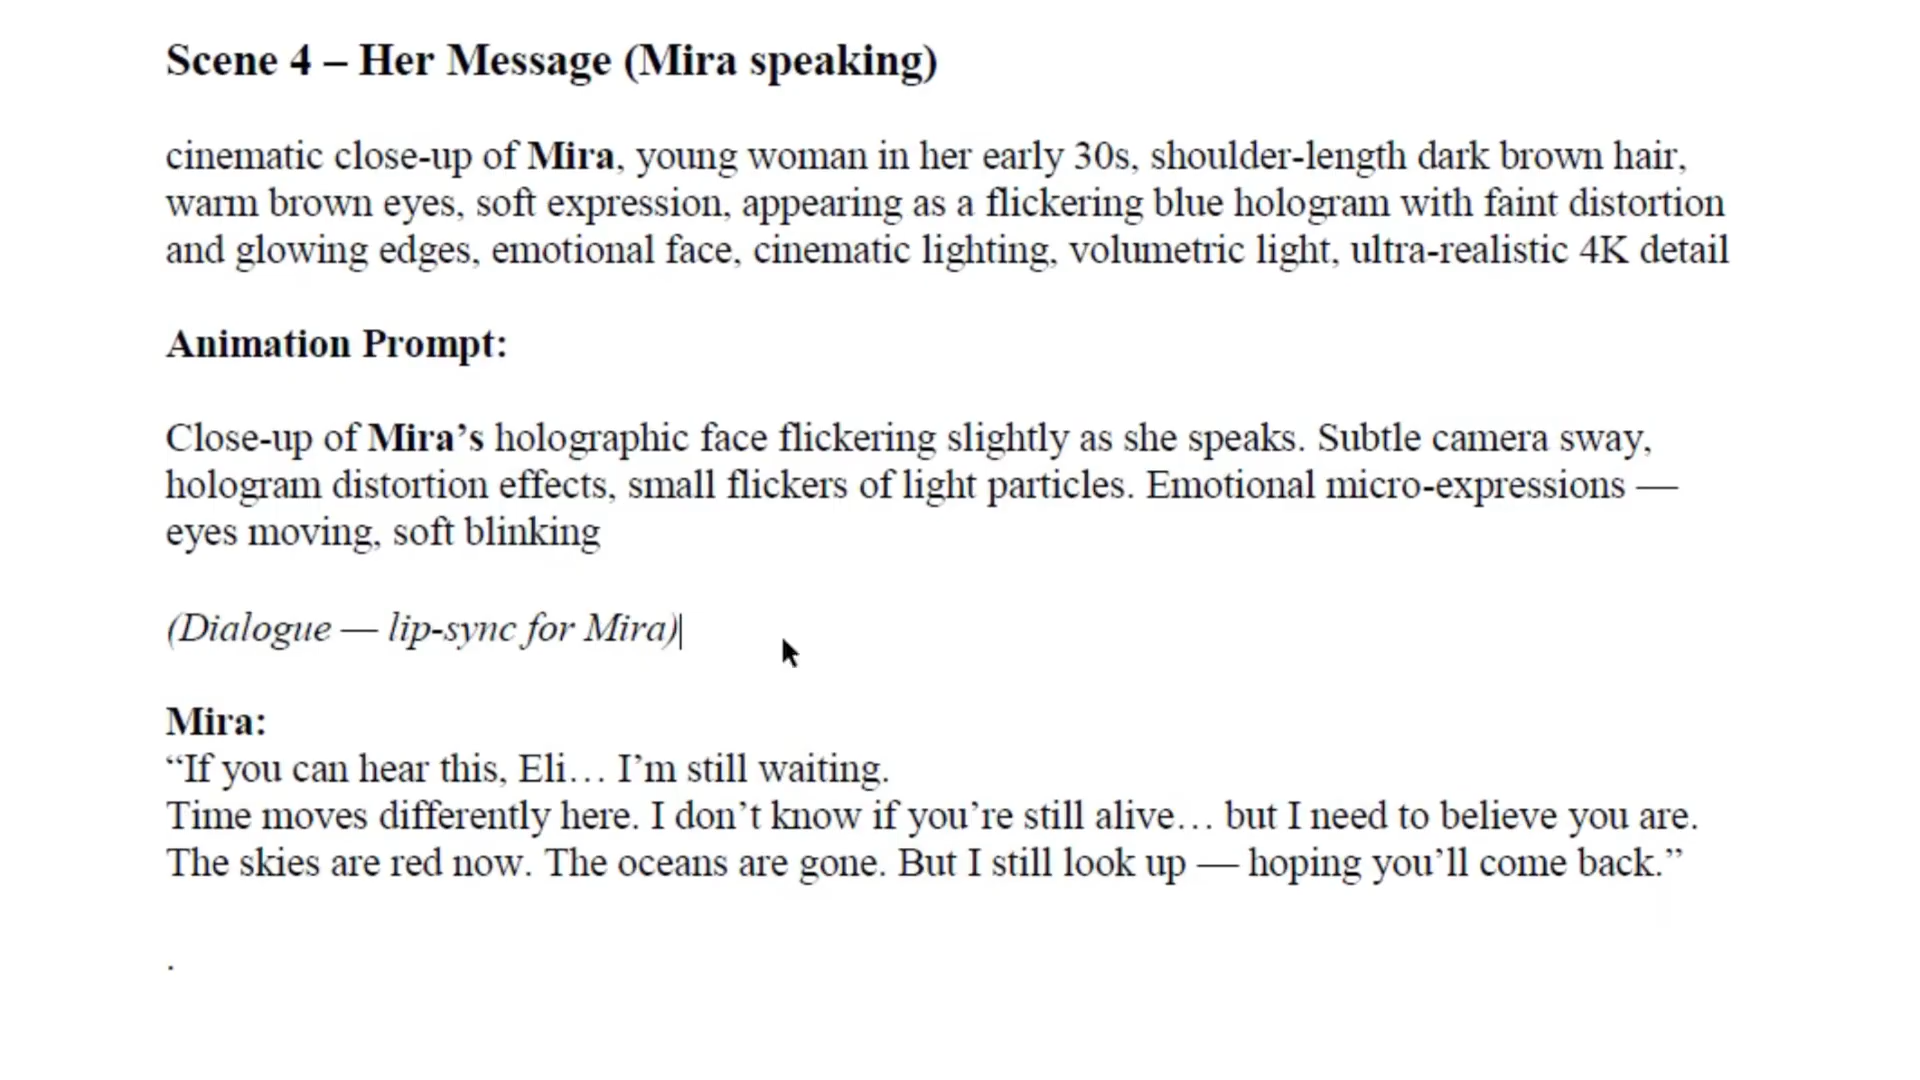 Scene 4 – Her Message (Mira speaking)
cinematic close-up of Mira, young woman in her early 30s, shoulder-length dark brown hair,
warm brown eyes, soft expression, appearing as a flickering blue hologram with faint distortion
and glowing edges, emotional face, cinematic lighting, volumetric light, ultra-realistic 4K detail
Animation Prompt:
Close-up of Mira’s holographic face flickering slightly as she speaks. Subtle camera sway,
hologram distortion effects, small flickers of light particles. Emotional micro-expressions —
eyes moving, soft blinking
(Dialogue — lip-sync for Mira)
Mira:
“If you can hear this, Eli… I’m still waiting.
Time moves differently here. I don’t know if you’re still alive… but I need to believe you are.
The skies are red now. The oceans are gone. But I still look up — hoping you’ll come back.”
.